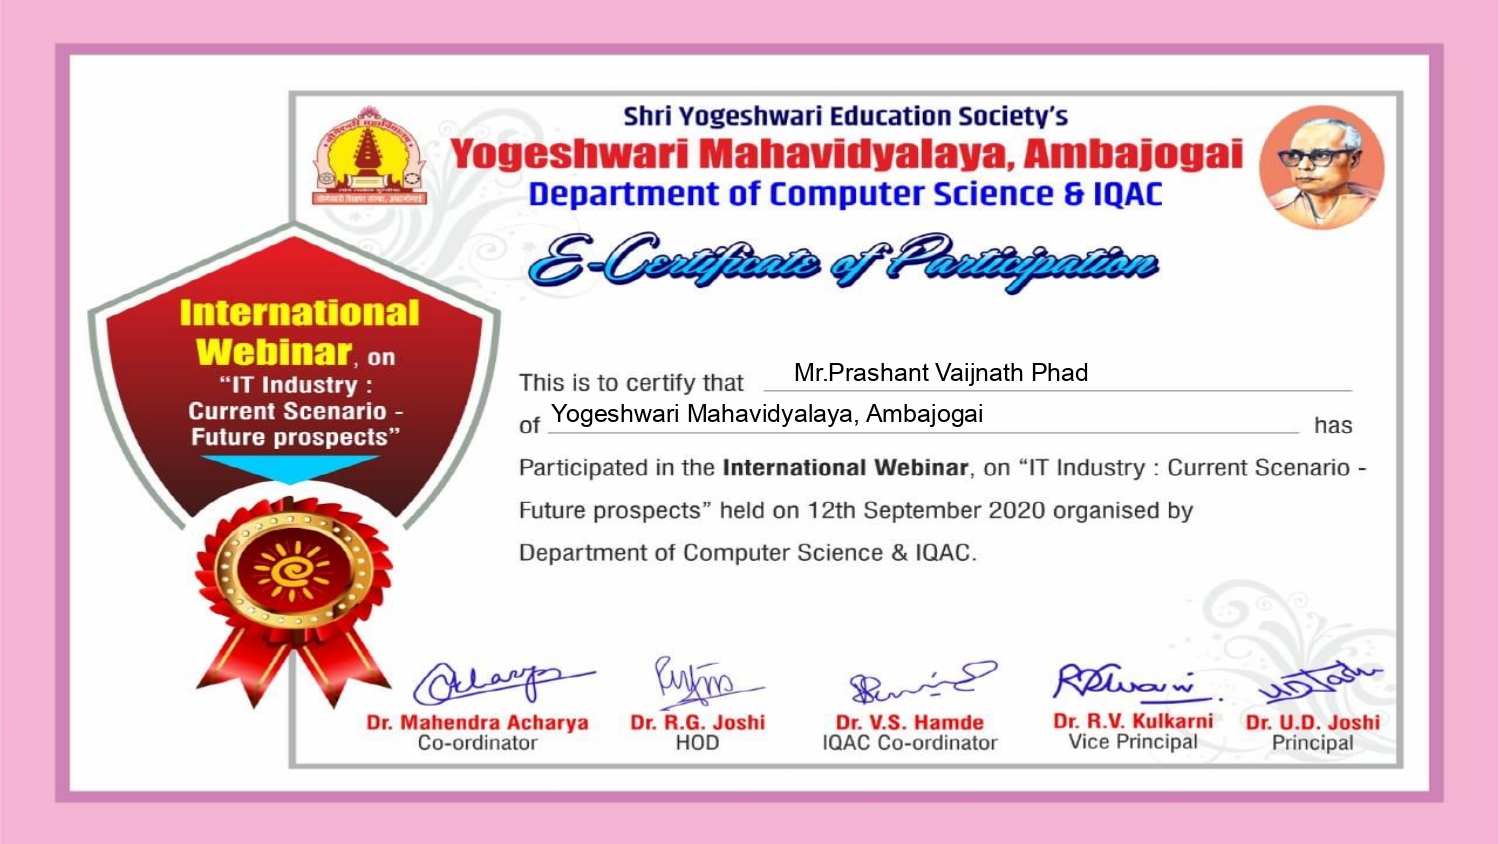 Shri Yogeshwari Education Society's
Yogeshwari Mahavidyalaya, Ambajogai
Department of Computer Science & IQAC
E-Certificate of Participation
International
Webinar, on
“IT Industry :
Current Scenario -
Future prospects”
This is to certify that Mr.Prashant Vaijnath Phad
of Yogeshwari Mahavidyalaya, Ambajogai has
Participated in the International Webinar, on “IT Industry : Current Scenario -
Future prospects” held on 12th September 2020 organised by
Department of Computer Science & IQAC.
Dr. Mahendra Acharya
Co-ordinator
Dr. R.G. Joshi
HOD
Dr. V.S. Hamde
IQAC Co-ordinator
Dr. R.V. Kulkarni
Vice Principal
Dr. U.D. Joshi
Principal